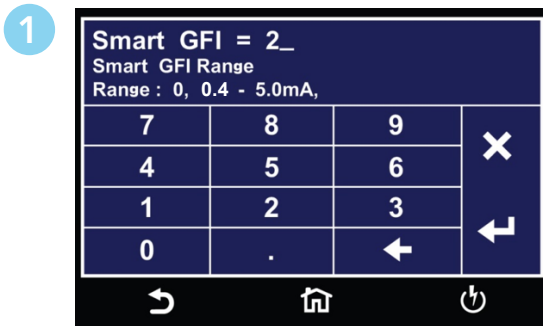 1
Smart GFI = 2_
Smart GFI Range
Range : 0, 0.4 - 5.0mA,
7 8 9
4 5 6
1 2 3
0 .